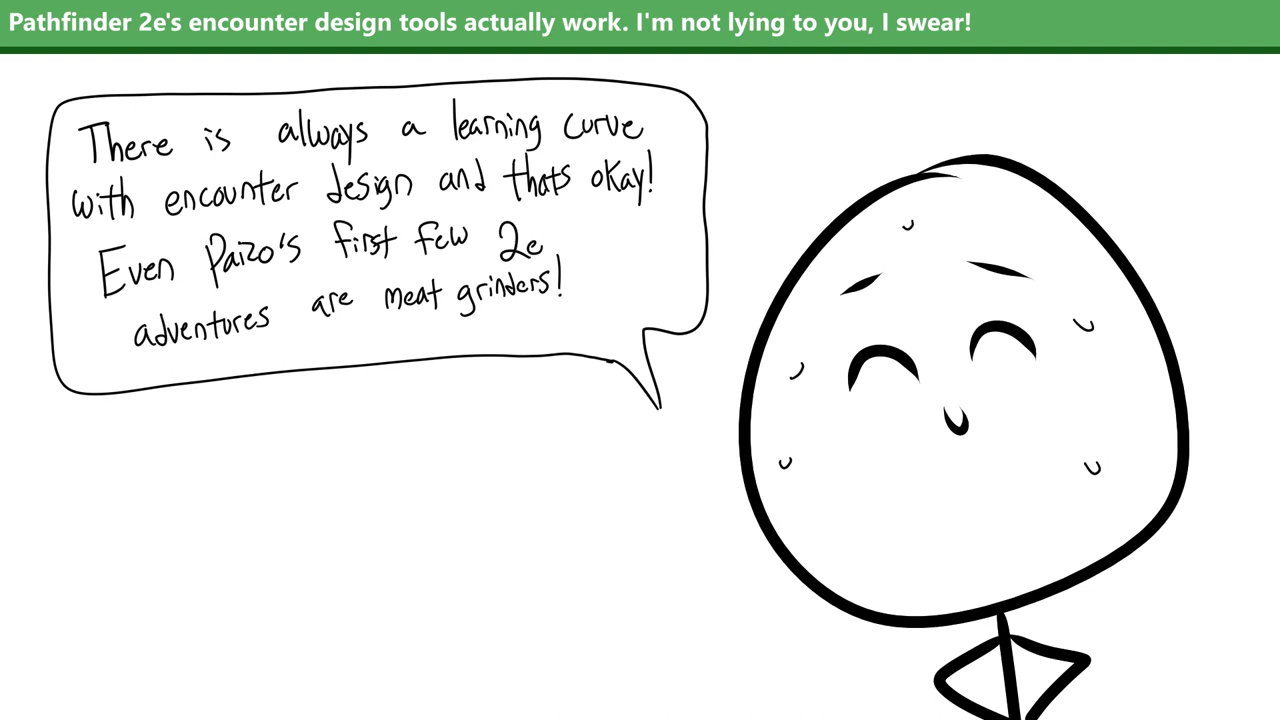 Pathfinder 2e's encounter design tools actually work. I'm not lying to you, I swear!
There is always a learning curve
with encounter design and thats okay!
Even Paizo's first few 2e
adventures are meat grinders!